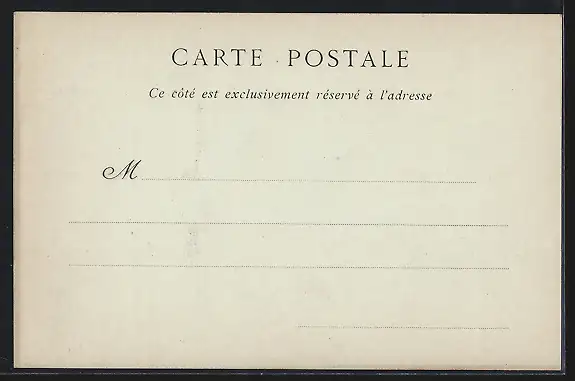 CARTE POSTALE
Ce côté est exclusivement réservé à l'adresse
M